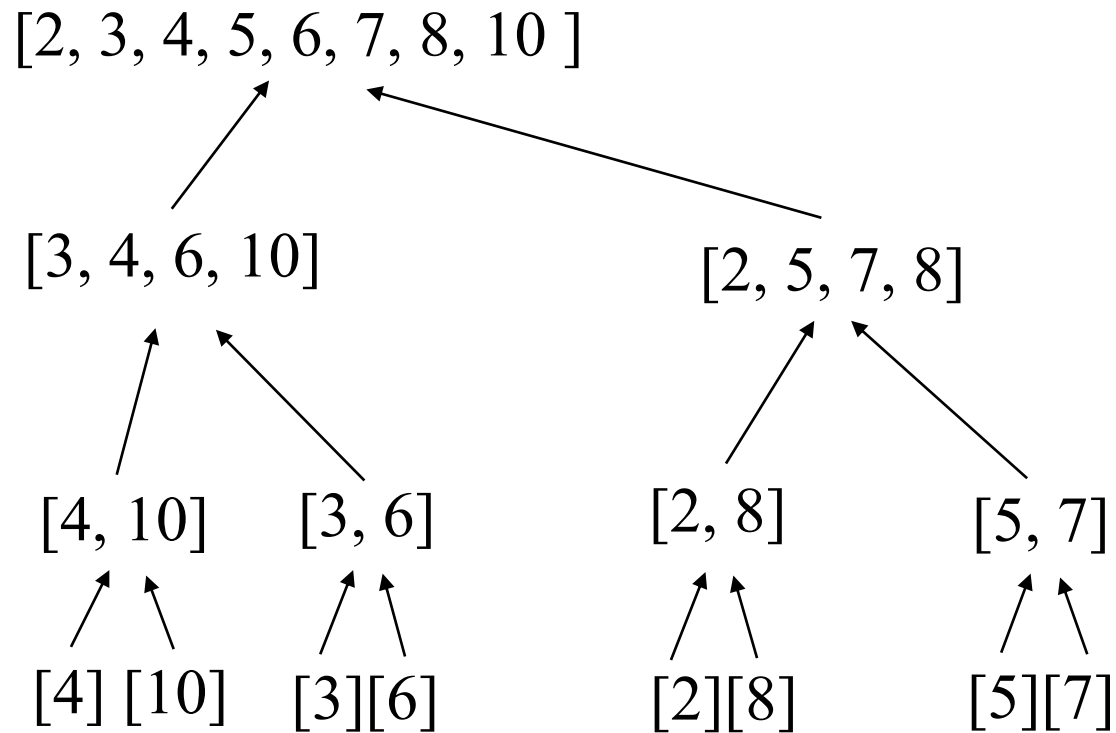 [2, 3, 4, 5, 6, 7, 8, 10 ]
[3, 4, 6, 10]
[2, 5, 7, 8]
[4, 10]
[3, 6]
[2, 8]
[5, 7]
[4] [10]
[3][6]
[2][8]
[5][7]